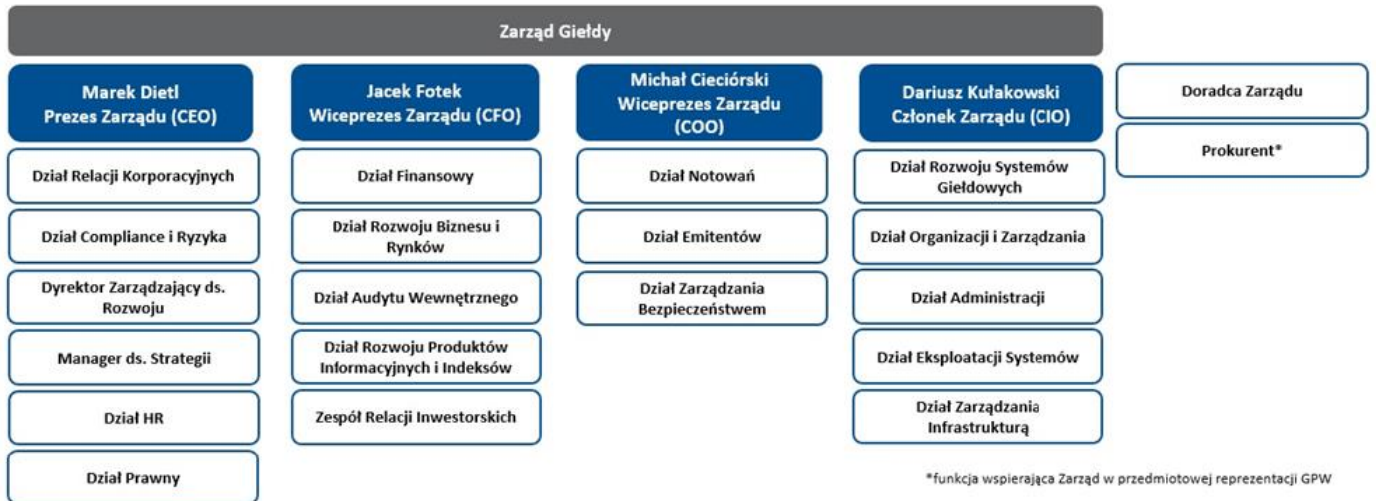 Zarząd Giełdy
Marek Dietl
Prezes Zarządu (CEO)
Dział Relacji Korporacyjnych
Dział Compliance i Ryzyka
Dyrektor Zarządzający ds.
Rozwoju
Manager ds. Strategii
Dział HR
Dział Prawny
Jacek Fotek
Wiceprezes Zarządu (CFO)
Dział Finansowy
Dział Rozwoju Biznesu i
Rynków
Dział Audytu Wewnętrznego
Dział Rozwoju Produktów
Informacyjnych i Indeksów
Zespół Relacji Inwestorskich
Michał Cieciórski
Wiceprezes Zarządu
(COO)
Dział Notowań
Dział Emitentów
Dział Zarządzania
Bezpieczeństwem
Dariusz Kułakowski
Członek Zarządu (CIO)
Dział Rozwoju Systemów
Giełdowych
Dział Organizacji i Zarządzania
Dział Administracji
Dział Eksploatacji Systemów
Dział Zarządzania
Infrastrukturą
Doradca Zarządu
Prokurent*
*funkcja wspierająca Zarząd w przedmiotowej reprezentacji GPW